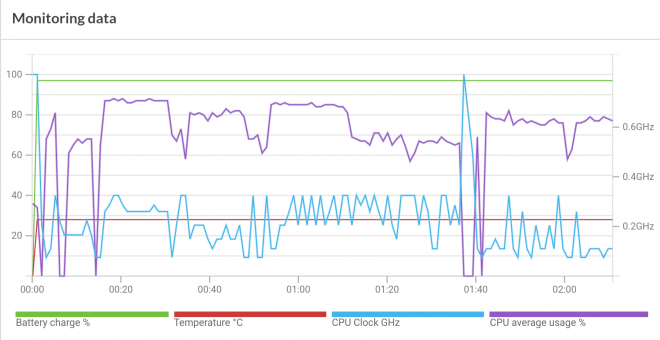 Monitoring data
100
80
0.6GHz
60
0.4GHz
40
0.2GHz
20
00:00 00:20 00:40 01:00 01:20 01:40 02:00
Battery charge % Temperature °C CPU Clock GHz CPU average usage %